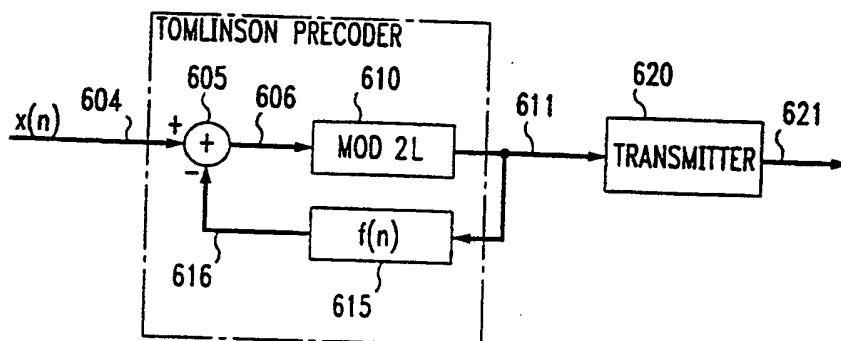 TOMLINSON PRECODER
605
606
610
611
620
621
x(n)
604
+
+
MOD 2L
TRANSMITTER
−
f(n)
616
615